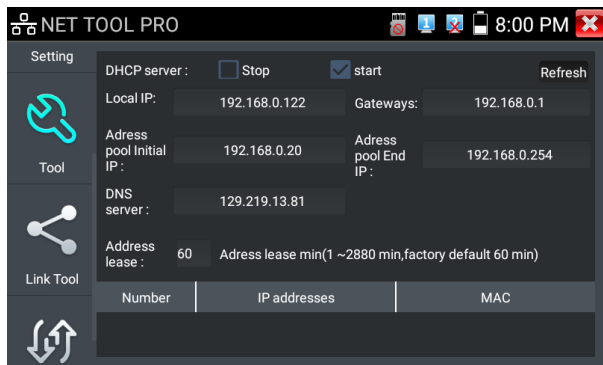 NET TOOL PRO
8:00 PM
Setting
DHCP server :
Stop
start
Refresh
Local IP:
192.168.0.122
Gateways:
192.168.0.1
Adress
pool Initial
IP :
192.168.0.20
Adress
pool End
IP :
192.168.0.254
Tool
DNS
server :
129.219.13.81
Address
lease :
60
Adress lease min(1 ~2880 min,factory default 60 min)
Link Tool
Number
IP addresses
MAC